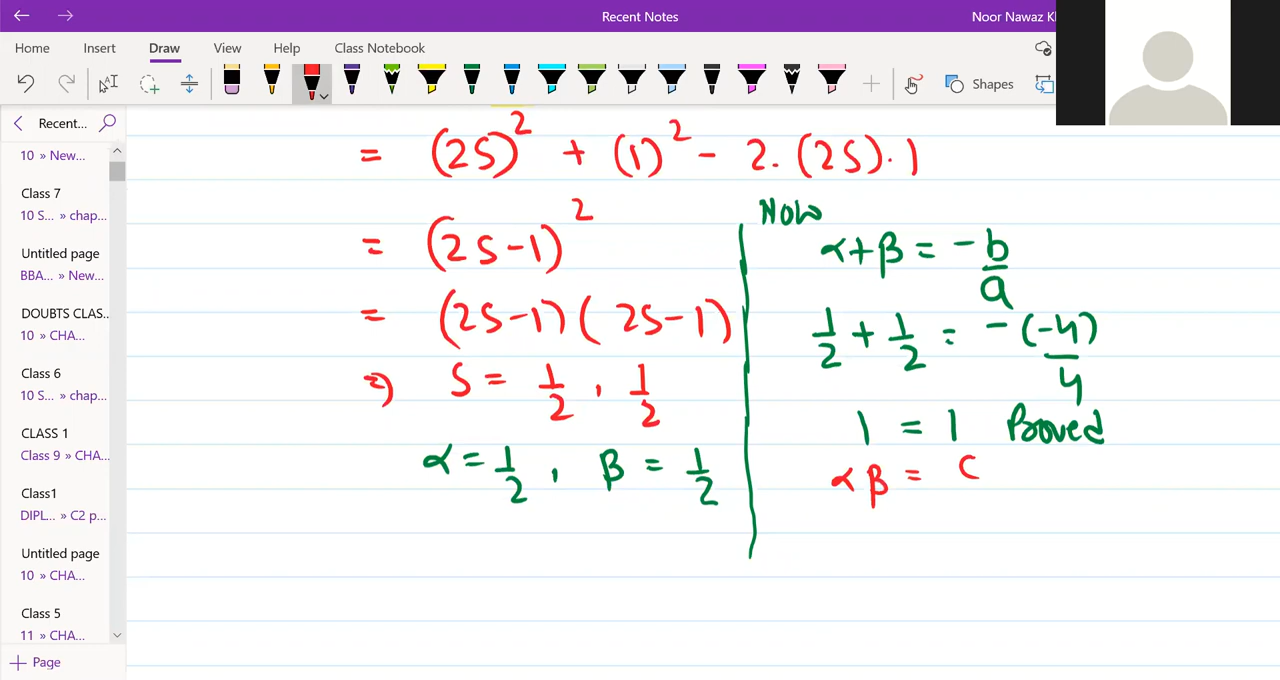 Recent Notes
Noor Nawaz Kh
Home Insert Draw View Help Class Notebook
Shapes
Recent...
10 » New...
Class 7
10 S... » chap...
Untitled page
BBA... » New...
DOUBTS CLAS..
10 » CHA...
Class 6
10 S... » chap...
CLASS 1
Class 9 » CHA...
Class1
DIPL... » C2 p...
Untitled page
10 » CHA...
Class 5
11 » CHA...
Page
= (2S)² + (1)² - 2. (2S).1
= (2S-1)²
= (2S-1) (2S-1)
=) S = 1/2, 1/2
α = 1/2, β = 1/2
Now
α+β = -b/a
1/2 + 1/2 = -(-4)/4
1 = 1 Proved
αβ = C